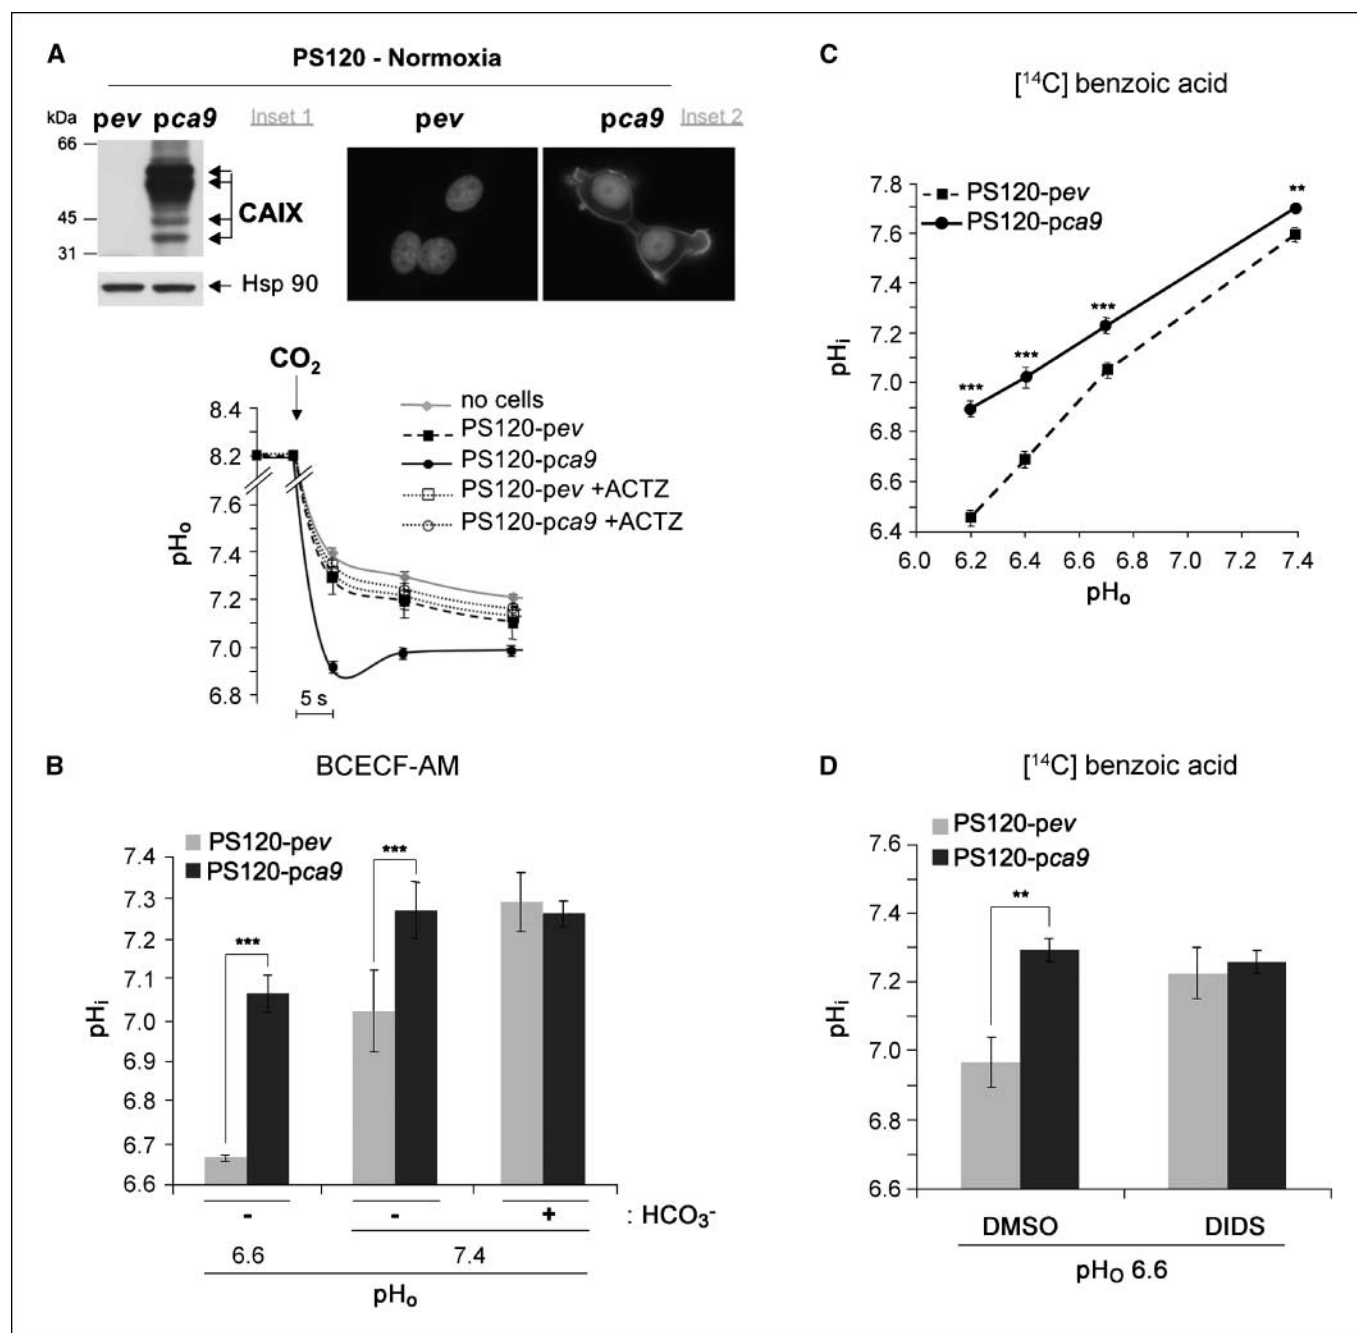 A
PS120 - Normoxia
kDa
pev pca9
Inset 1
pev
pca9
Inset 2
66
45
31
CAIX
Hsp 90
CO2
no cells
PS120-pev
PS120-pca9
PS120-pev +ACTZ
PS120-pca9 +ACTZ
8.4
8.2
7.6
7.4
7.2
7.0
6.8
pHo
5 s
C
[14C] benzoic acid
PS120-pev
PS120-pca9
7.8
7.6
7.4
7.2
7.0
6.8
6.6
6.4
pHi
***
***
***
**
6.0 6.2 6.4 6.6 6.8 7.0 7.2 7.4
pHo
B
BCECF-AM
PS120-pev
PS120-pca9
7.4
7.3
7.2
7.1
7.0
6.9
6.8
6.7
6.6
pHi
***
***
- - + : HCO3-
6.6 7.4
pHo
D
[14C] benzoic acid
PS120-pev
PS120-pca9
7.6
7.4
7.2
7.0
6.8
6.6
pHi
**
DMSO DIDS
pHO 6.6